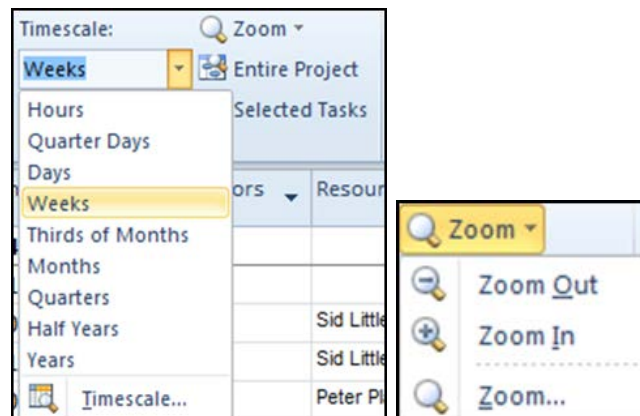 Timescale: Zoom
Weeks Entire Project
Hours Selected Tasks
Quarter Days
Days
Weeks ors Resour
Thirds of Months
Months
Quarters
Half Years Sid Little
Years Sid Little
Timescale... Peter Pl
Zoom
Zoom Out
Zoom In
Zoom...